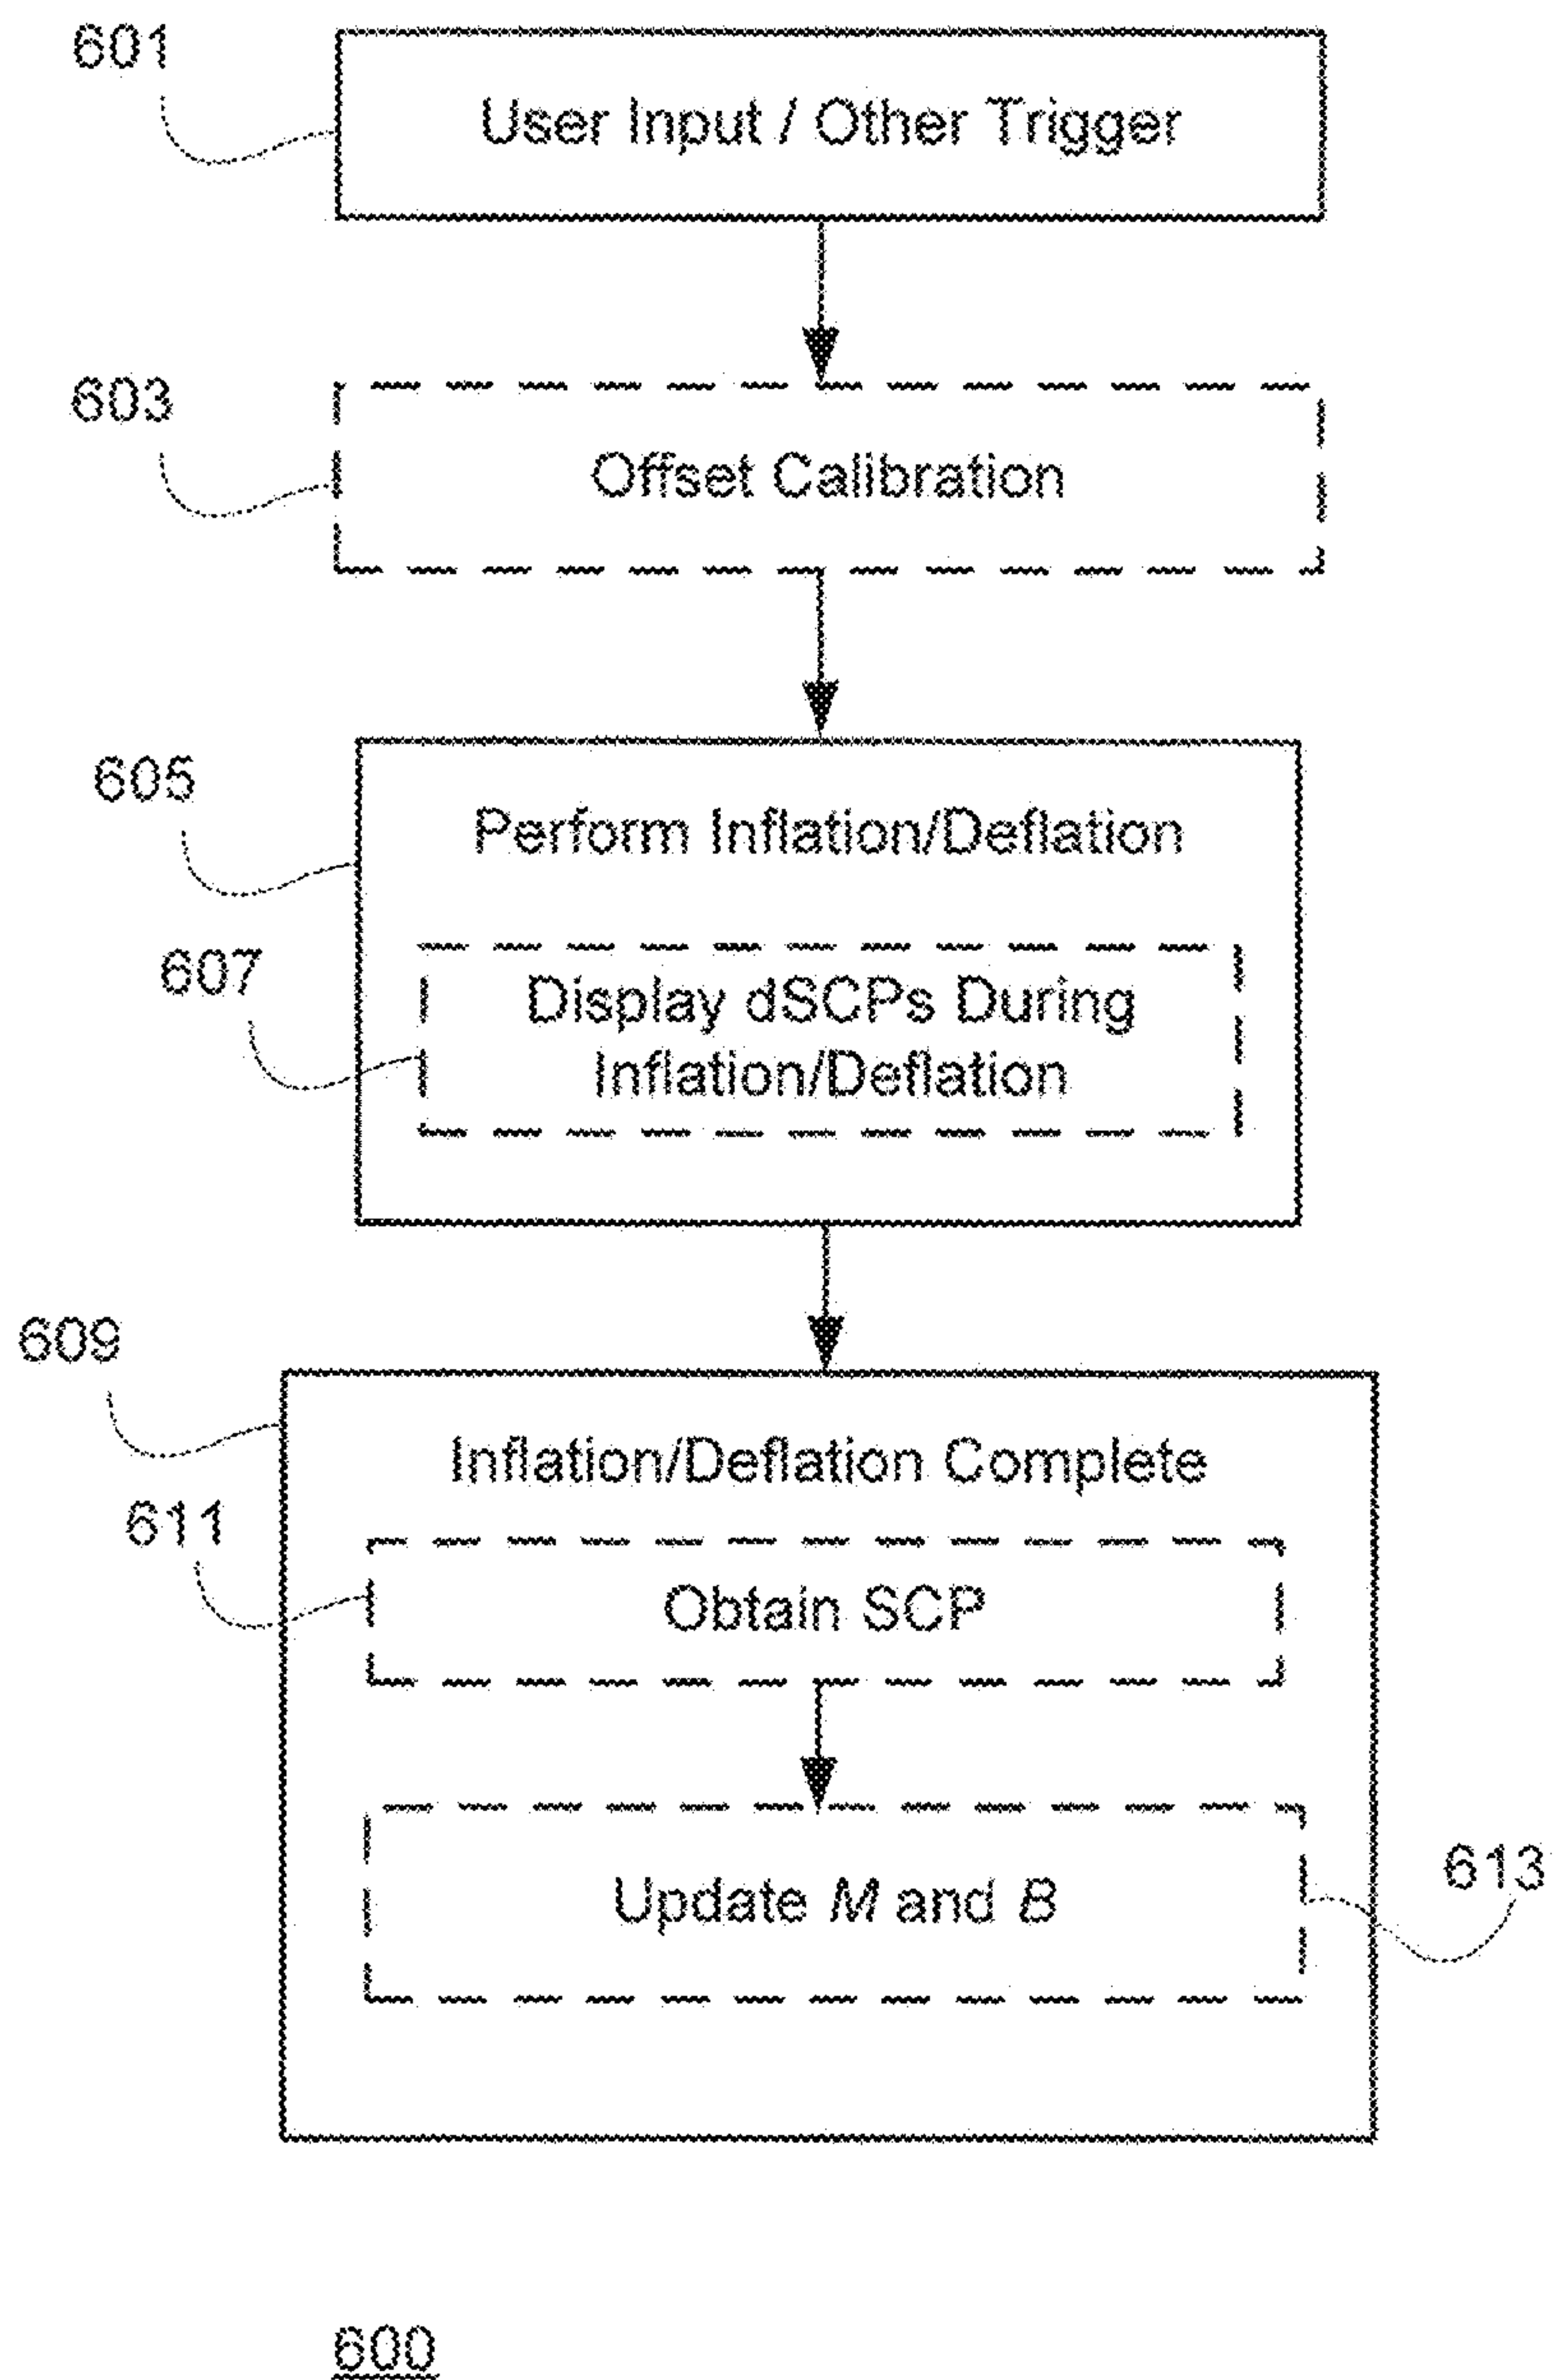 601
User Input / Other Trigger
603
Offset Calibration
605
Perform Inflation/Deflation
607
Display dSCPs During
Inflation/Deflation
609
Inflation/Deflation Complete
611
Obtain SCP
Update M and B
613
600